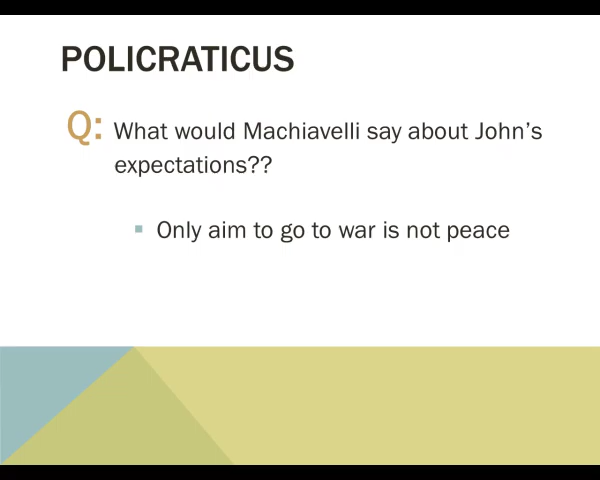 POLICRATICUS
Q: What would Machiavelli say about John’s
expectations??
Only aim to go to war is not peace